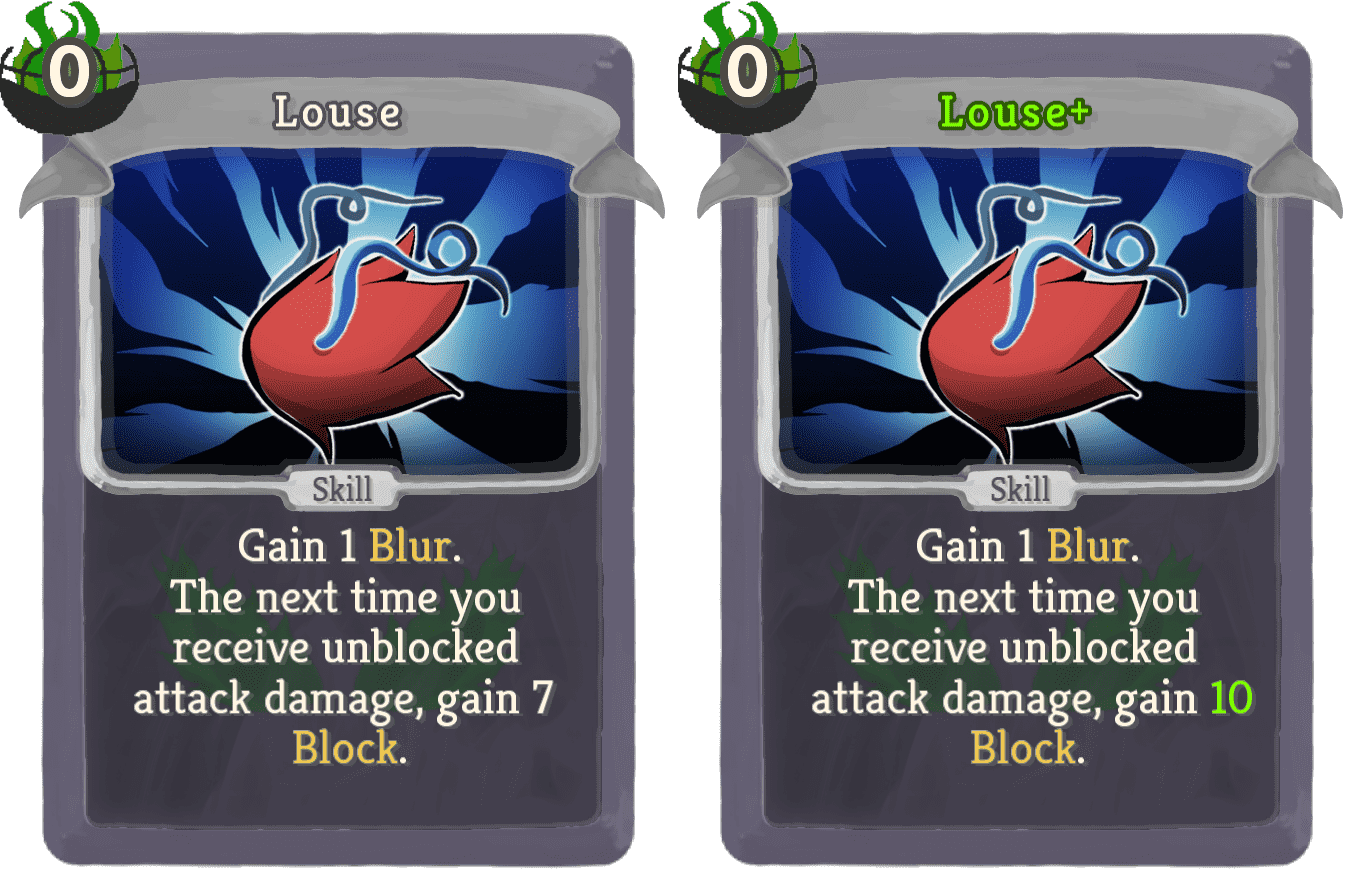 0
Louse
Skill
Gain 1 Blur.
The next time you
receive unblocked
attack damage, gain 7
Block.
0
Louse+
Skill
Gain 1 Blur.
The next time you
receive unblocked
attack damage, gain 10
Block.